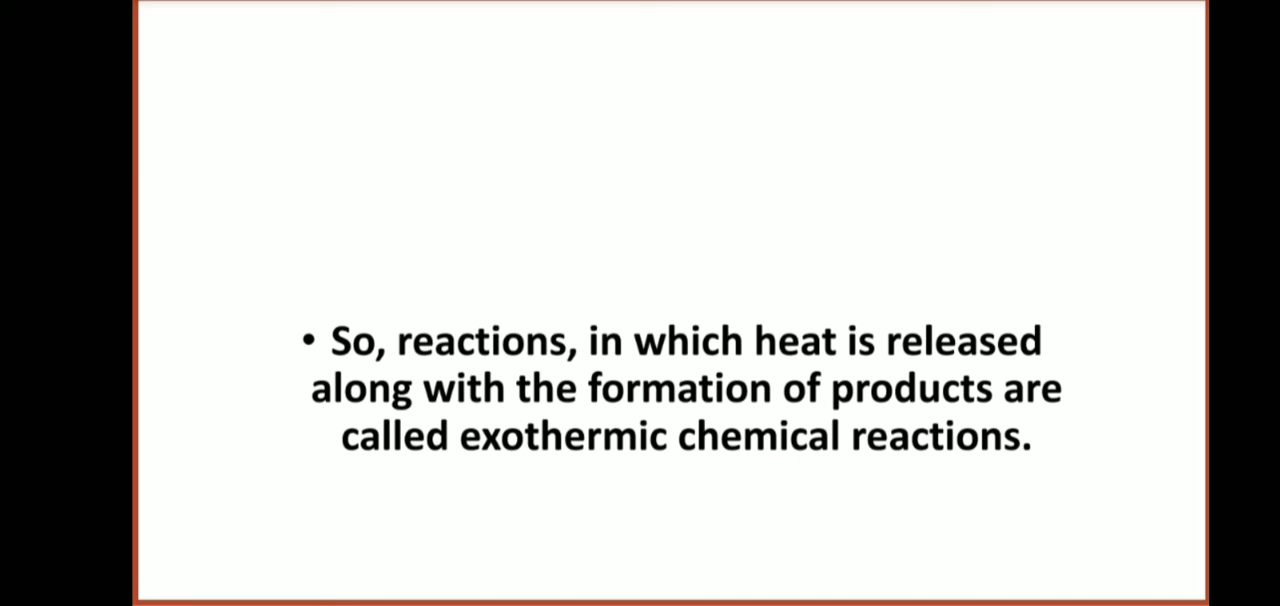 • So, reactions, in which heat is released
along with the formation of products are
called exothermic chemical reactions.